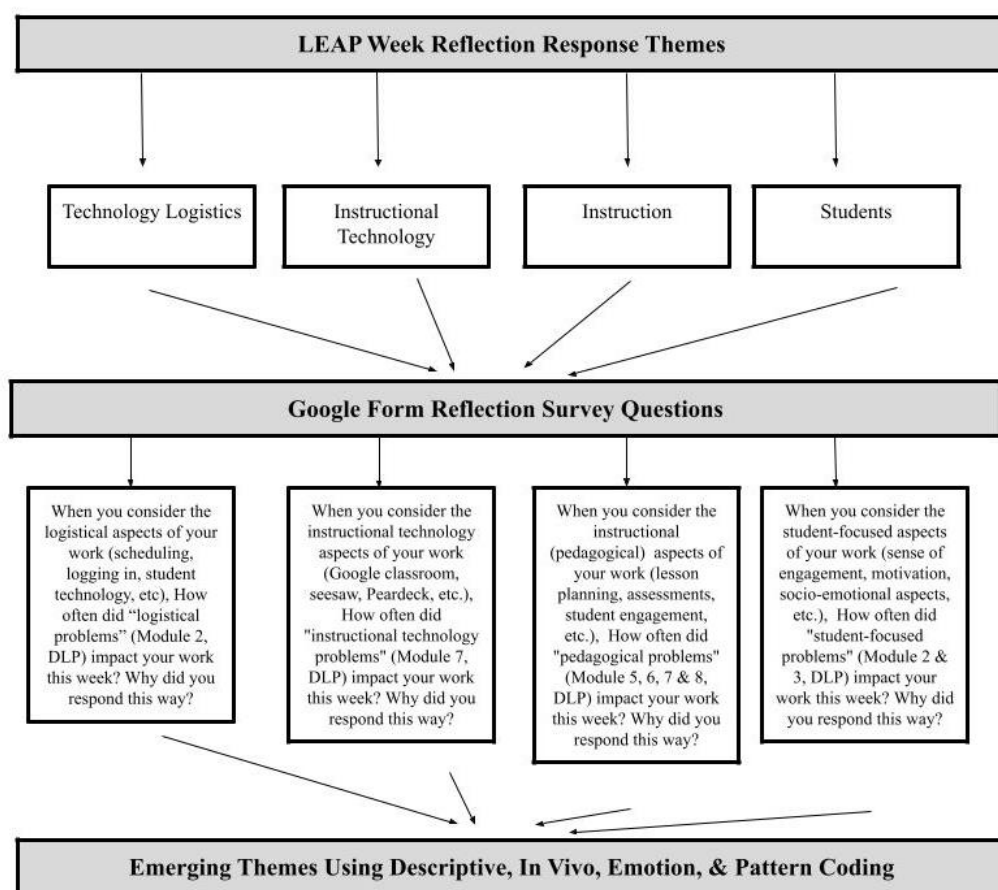 LEAP Week Reflection Response Themes
Technology Logistics
Instructional
Technology
Instruction
Students
Google Form Reflection Survey Questions
When you consider the
logistical aspects of your
work (scheduling,
logging in, student
technology, etc), How
often did “logistical
problems” (Module 2,
DLP) impact your work
this week? Why did you
respond this way?
When you consider the
instructional technology
aspects of your work
(Google classroom,
seesaw, Peardeck, etc.),
How often did
"instructional technology
problems" (Module 7,
DLP) impact your work
this week? Why did you
respond this way?
When you consider the
instructional
(pedagogical) aspects of
your work (lesson
planning, assessments,
student engagement,
etc.), How often did
"pedagogical problems"
(Module 5, 6, 7 & 8,
DLP) impact your work
this week? Why did you
respond this way?
When you consider the
student-focused aspects
of your work (sense of
engagement, motivation,
socio-emotional aspects,
etc.), How often did
"student-focused
problems" (Module 2 &
3, DLP) impact your
work this week? Why did
you respond this way?
Emerging Themes Using Descriptive, In Vivo, Emotion, & Pattern Coding